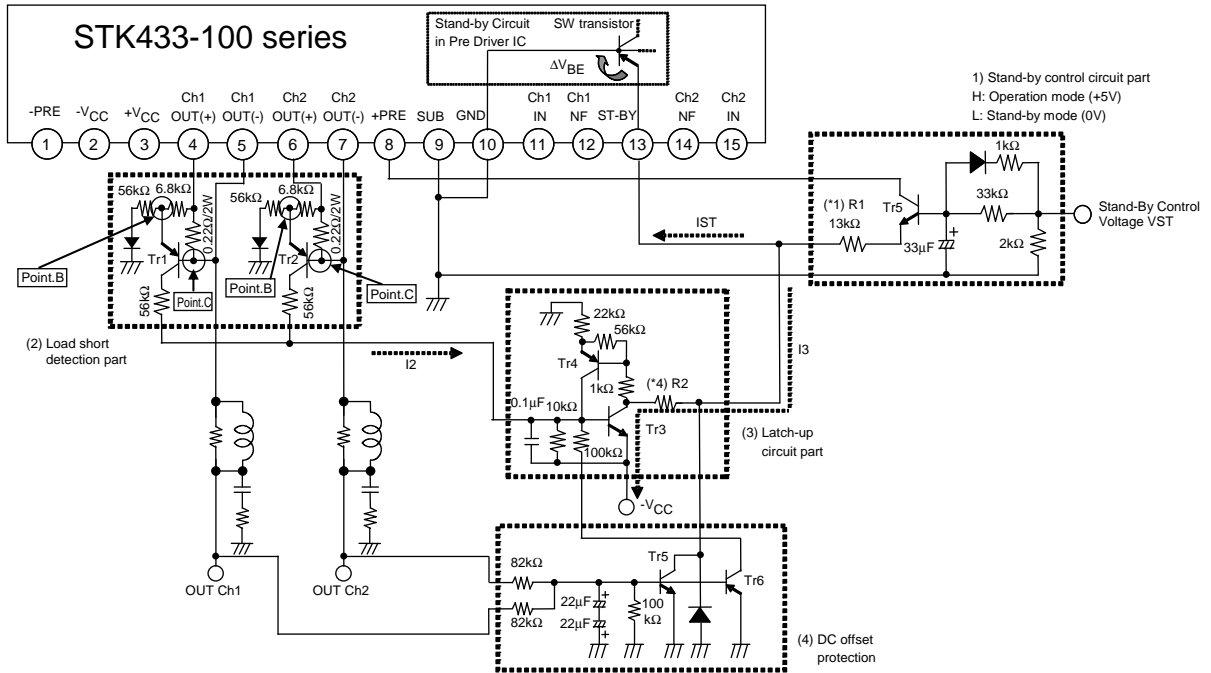 STK433-100 series
Stand-by Circuit
in Pre Driver IC
SW transistor
ΔVBE
1) Stand-by control circuit part
H: Operation mode (+5V)
L: Stand-by mode (0V)
-PRE
-VCC
+VCC
Ch1
OUT(+)
Ch1
OUT(-)
Ch2
OUT(+)
Ch2
OUT(-)
+PRE
SUB
GND
Ch1
IN
Ch1
NF
ST-BY
Ch2
NF
Ch2
IN
1
2
3
4
5
6
7
8
9
10
11
12
13
14
15
1kΩ
33kΩ
Tr5
(*1) R1
13kΩ
33μF
+
2kΩ
Stand-By Control
Voltage VST
IST
56kΩ
6.8kΩ
0.22Ω/2W
Tr1
56kΩ
Point.B
Point.C
56kΩ
6.8kΩ
0.22Ω/2W
Tr2
56kΩ
Point.B
Point.C
(2) Load short
detection part
I2
22kΩ
56kΩ
Tr4
1kΩ
(*4) R2
0.1μF
10kΩ
Tr3
100kΩ
-VCC
I3
(3) Latch-up
circuit part
OUT Ch1
OUT Ch2
82kΩ
82kΩ
22μF
+
22μF
+
100
kΩ
Tr5
Tr6
(4) DC offset
protection